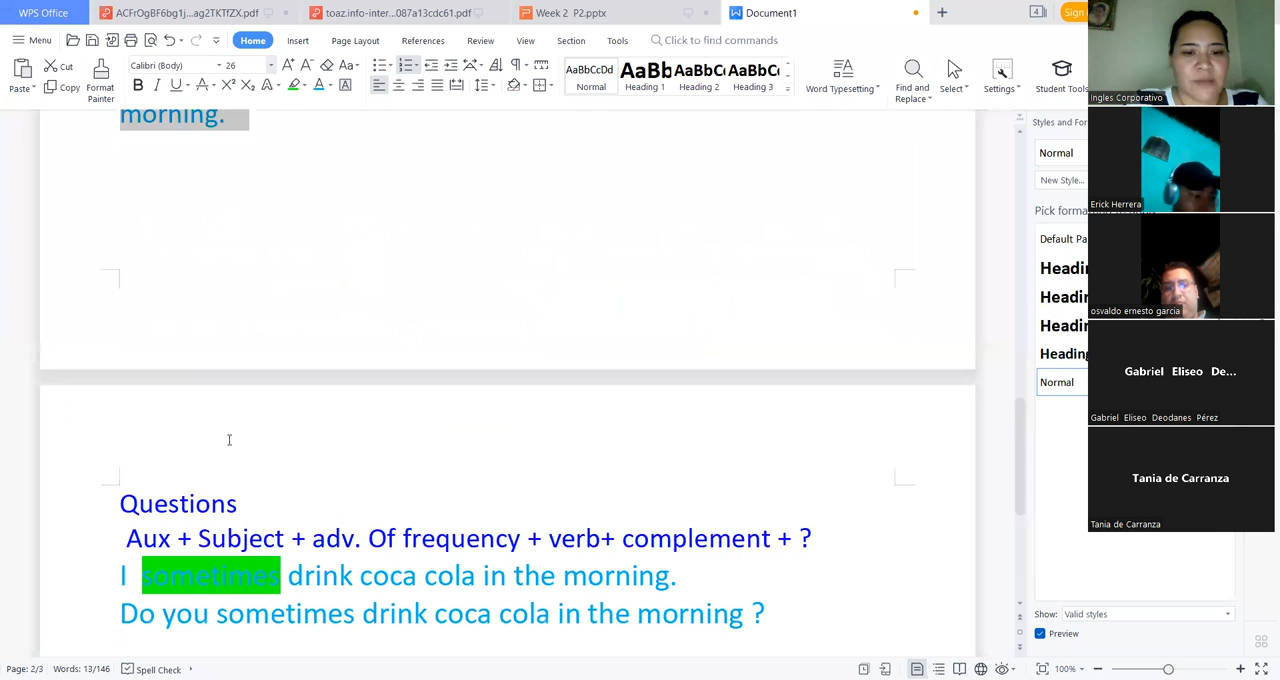 WPS Office
ACFrOgBF6bg1j...ag2TKTfZX.pdf
toaz.info-inter...087a13cdc61.pdf
Week 2 P2.pptx
Document1
4
Sign
Menu
Home
Insert
Page Layout
References
Review
View
Section
Tools
Click to find commands
Paste
Cut
Copy
Format Painter
Calibri (Body)
26
AaBbCcDd
Normal
AaBb
Heading 1
AaBbC
Heading 2
AaBbC
Heading 3
Word Typesetting
Find and Replace
Select
Settings
Student Tools
morning.
Questions
Aux + Subject + adv. Of frequency + verb+ complement + ?
I sometimes drink coca cola in the morning.
Do you sometimes drink coca cola in the morning ?
Styles and For
Normal
New Style...
Pick format
Default Pa
Headin
Headin
Headin
Heading
Normal
Show:
Valid styles
Preview
Ingles Corporativo
Erick Herrera
osvaldo ernesto garcia
Gabriel Eliseo De...
Gabriel Eliseo Deodanes Pérez
Tania de Carranza
Tania de Carranza
Page: 2/3
Words: 13/146
Spell Check
100%